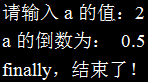 请输入 a 的值：2
a 的倒数为： 0.5
finally，结束了！